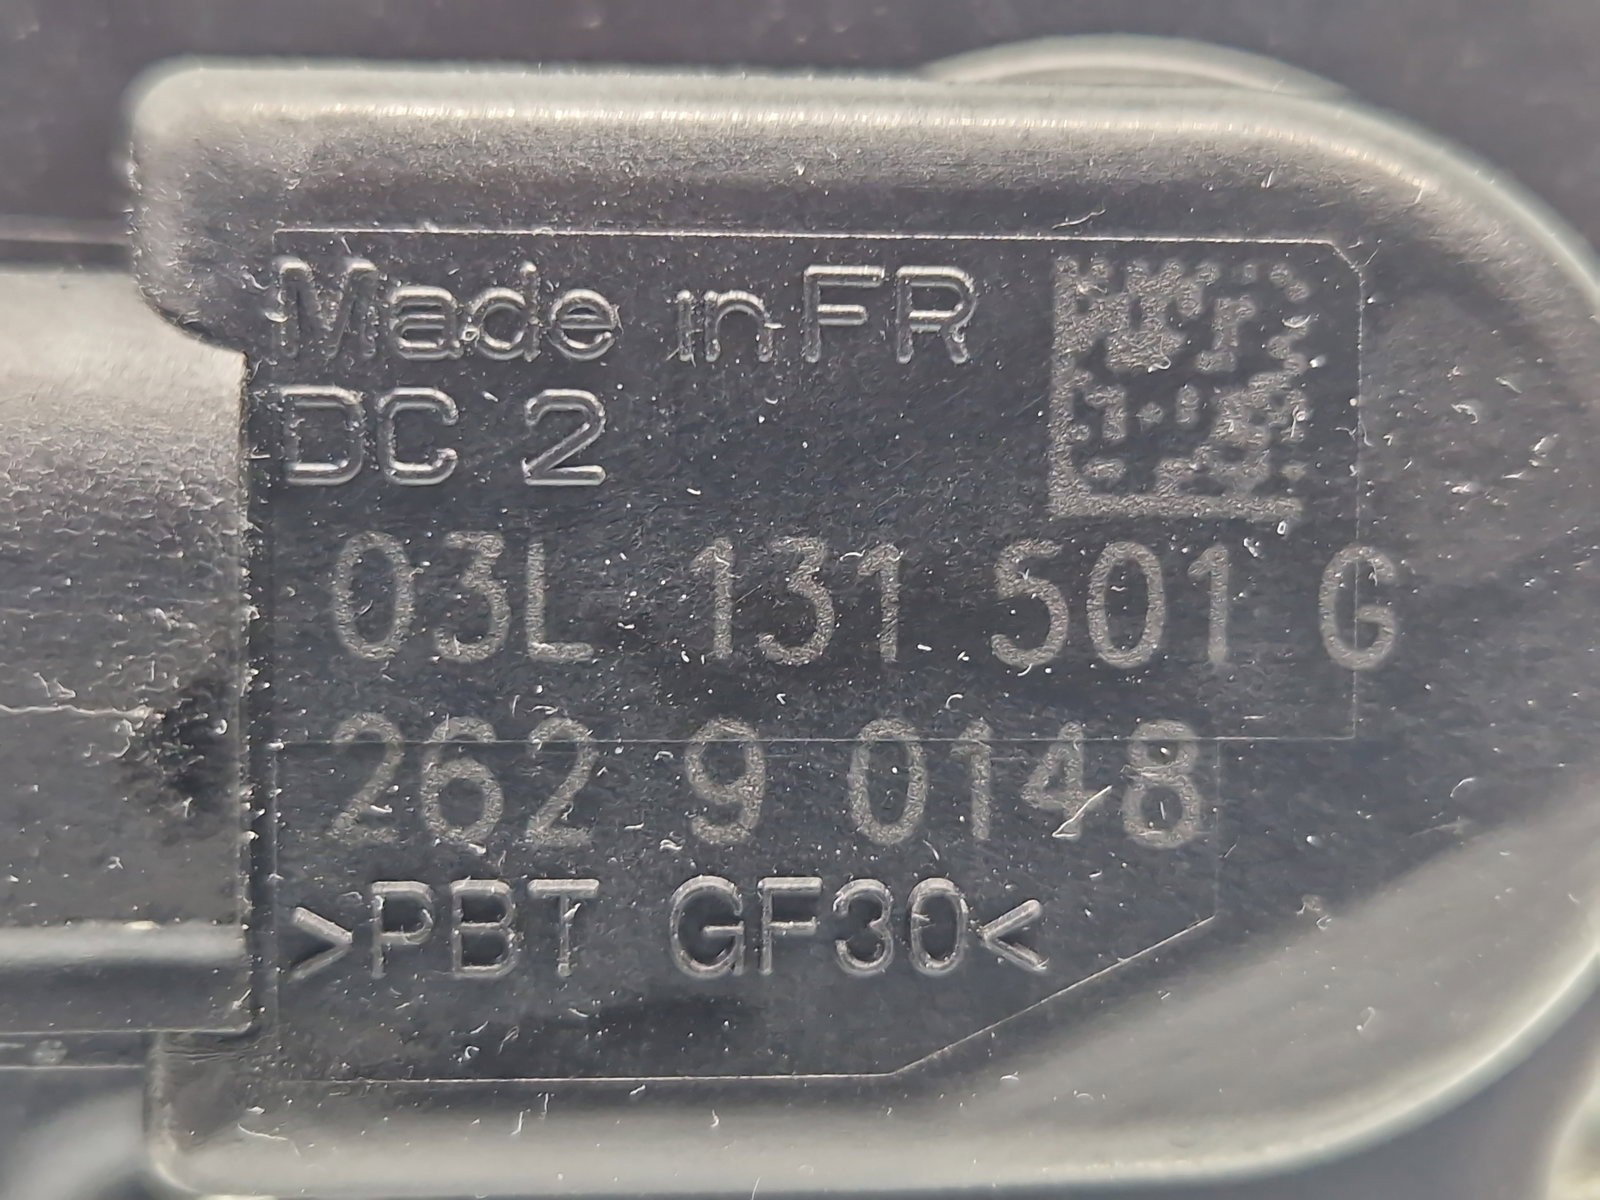 Made in FR
DC 2
03L 131 501 G
262 9 0148
>PBT GF30<